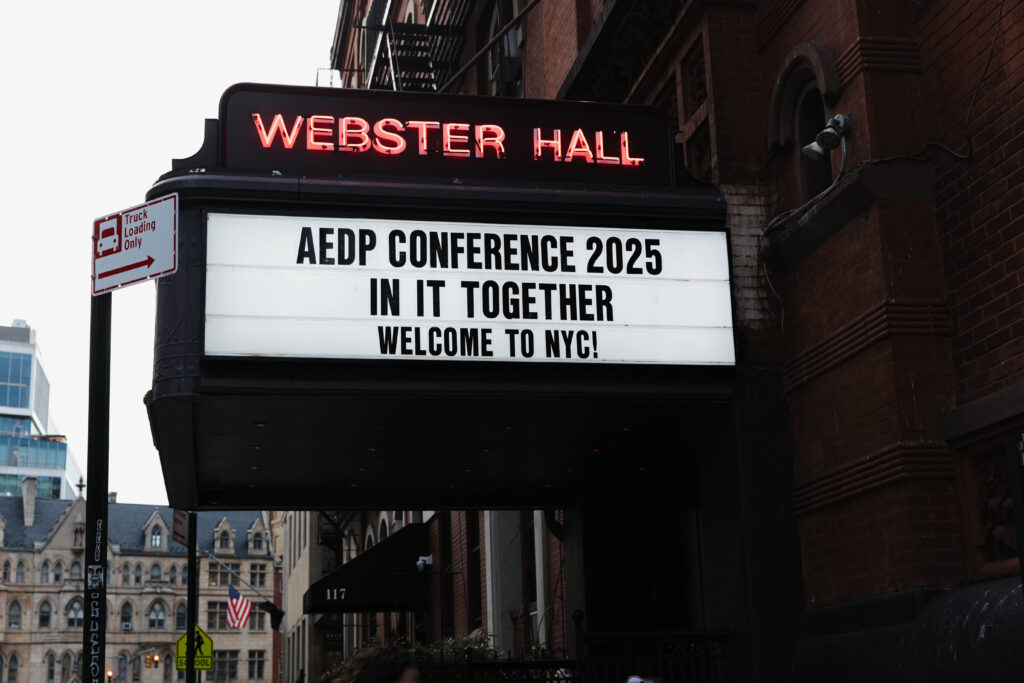 WEBSTER HALL
AEDP CONFERENCE 2025
IN IT TOGETHER
WELCOME TO NYC!
Truck
Loading
Only
117
SCHOOL